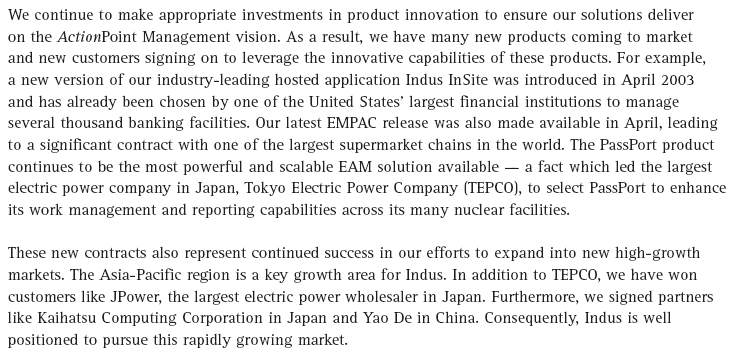 We continue to make appropriate investments in product innovation to ensure our solutions deliver
on the ActionPoint Management vision. As a result, we have many new products coming to market
and new customers signing on to leverage the innovative capabilities of these products. For example,
a new version of our industry-leading hosted application Indus InSite was introduced in April 2003
and has already been chosen by one of the United States' largest financial institutions to manage
several thousand banking facilities. Our latest EMPAC release was also made available in April, leading
to a significant contract with one of the largest supermarket chains in the world. The PassPort product
continues to be the most powerful and scalable EAM solution available — a fact which led the largest
electric power company in Japan, Tokyo Electric Power Company (TEPCO), to select PassPort to enhance
its work management and reporting capabilities across its many nuclear facilities.
These new contracts also represent continued success in our efforts to expand into new high-growth
markets. The Asia-Pacific region is a key growth area for Indus. In addition to TEPCO, we have won
customers like JPower, the largest electric power wholesaler in Japan. Furthermore, we signed partners
like Kaihatsu Computing Corporation in Japan and Yao De in China. Consequently, Indus is well
positioned to pursue this rapidly growing market.